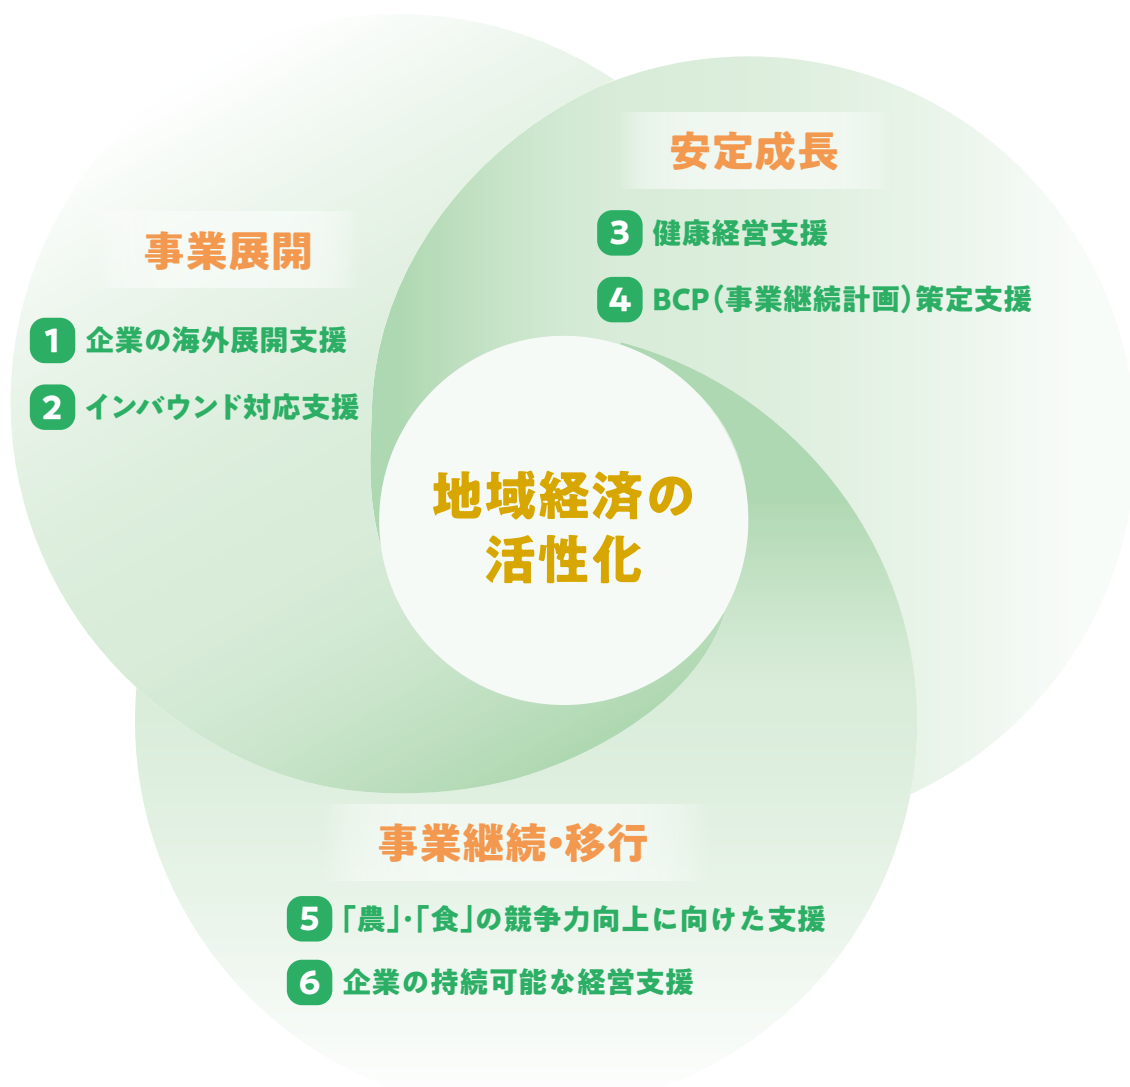 事業展開
1 企業の海外展開支援
2 インバウンド対応支援
安定成長
3 健康経営支援
4 BCP(事業継続計画)策定支援
地域経済の
活性化
事業継続・移行
5 「農」・「食」の競争力向上に向けた支援
6 企業の持続可能な経営支援